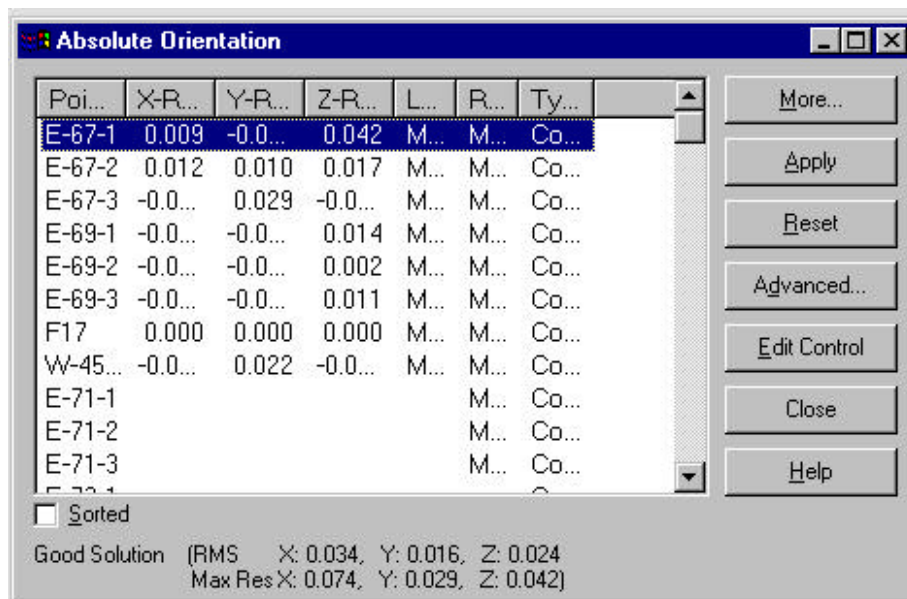 Absolute Orientation
Poi... X-R... Y-R... Z-R... L... R... Ty...
E-67-1 0.009 -0.0... 0.042 M... M... Co...
E-67-2 0.012 0.010 0.017 M... M... Co...
E-67-3 -0.0... 0.029 -0.0... M... M... Co...
E-69-1 -0.0... -0.0... 0.014 M... M... Co...
E-69-2 -0.0... -0.0... 0.002 M... M... Co...
E-69-3 -0.0... -0.0... 0.011 M... M... Co...
F17 0.000 0.000 0.000 M... M... Co...
W-45... -0.0... 0.022 -0.0... M... M... Co...
E-71-1 M... Co...
E-71-2 M... Co...
E-71-3 M... Co...
More...
Apply
Reset
Advanced...
Edit Control
Close
Help
Sorted
Good Solution (RMS X: 0.034, Y: 0.016, Z: 0.024
Max Res X: 0.074, Y: 0.029, Z: 0.042)